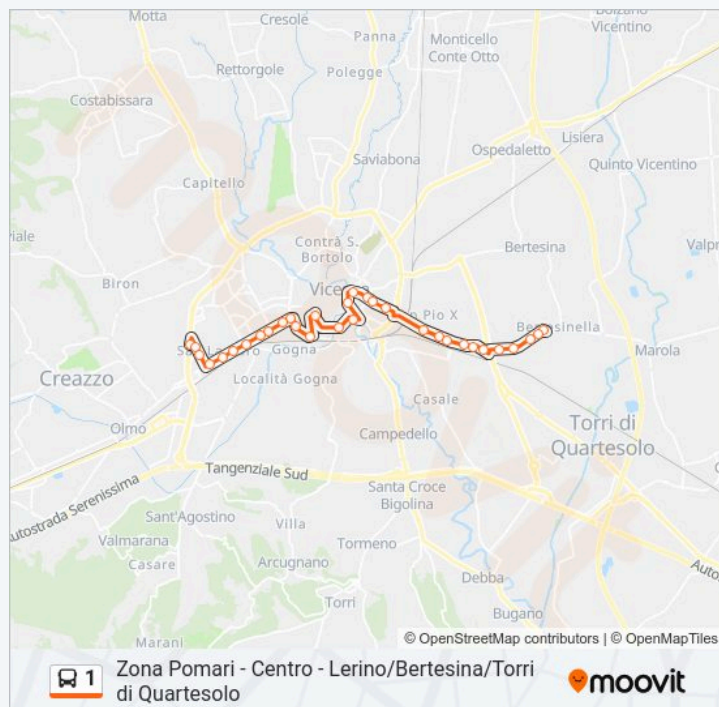 Motta
Cresole
Panna
Bolzano
Vicentino
Monticello
Conte Otto
Rettorgole
Polegge
Costabissara
Lisiera
Saviabona
Ospedaletto
Quinto Vicentino
Capitello
viale
Contrà S.
Bortolo
Bertesina
Valpr
Biron
Vicenza
Pio X
Bertesinella
Marola
Gogna
Località Gogna
Creazzo
Casale
Olmo
Campedello
Torri di
Quartesolo
Tangenziale Sud
Autostrada Serenissima
Santa Croce
Bigolina
Sant'Agostino
Villa
Valmarana
Casare
Tormeno
Arcugnano
Autos
Debba
Torri
Bugano
Marani
© OpenStreetMap contributors | © OpenMapTiles
1 Zona Pomari - Centro - Lerino/Bertesina/Torri
di Quartesolo
moovit